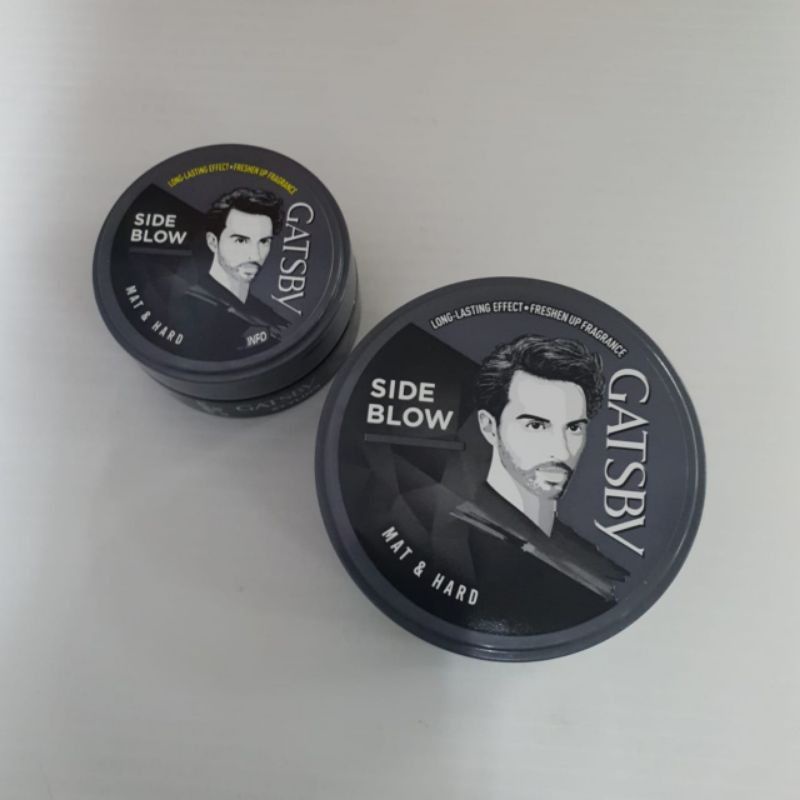 LONG-LASTING EFFECT • FRESHEN UP FRAGRANCE
SIDE
BLOW
GATSBY
MAT & HARD
INFO
GATSBY
LONG-LASTING EFFECT • FRESHEN UP FRAGRANCE
SIDE
BLOW
GATSBY
MAT & HARD